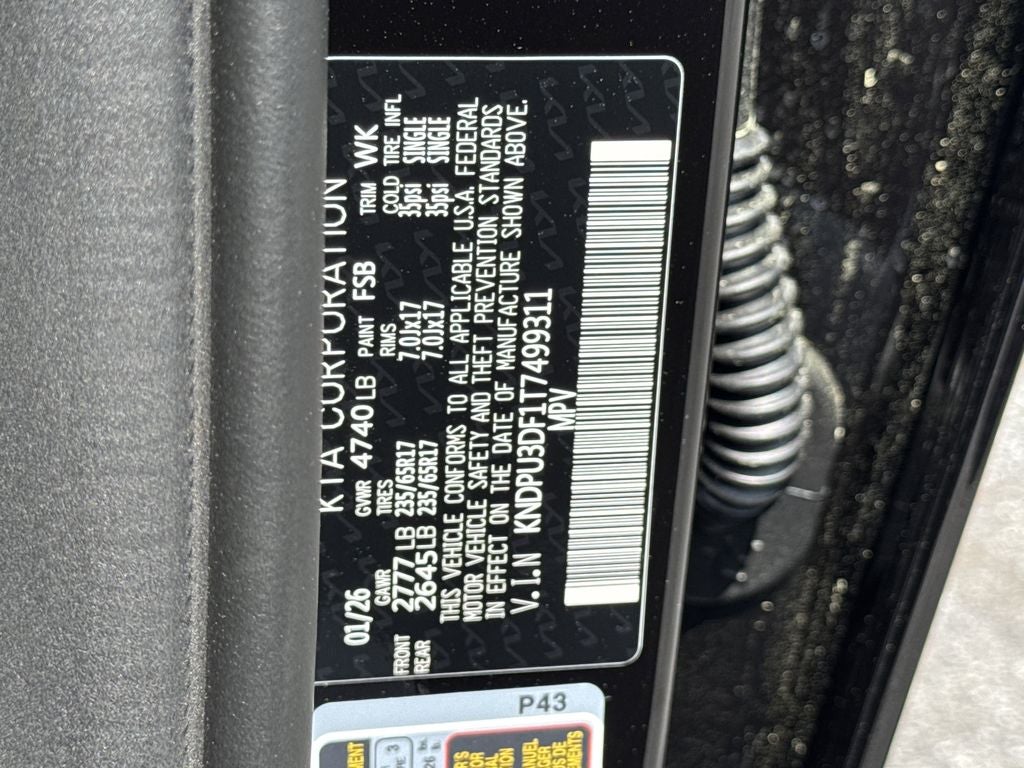 KIA CORPORATION
01/26 GVWR 4740LB PAINT FSB TRIM WK
GAWR TIRES RIMS COLD TIRE INFL
FRONT 2777 LB 235/65R17 7.0Jx17 35psi SINGLE
REAR 2645LB 235/65R17 7.0Jx17 35psi SINGLE
THIS VEHICLE CONFORMS TO ALL APPLICABLE U.S.A. FEDERAL
MOTOR VEHICLE SAFETY AND THEFT PREVENTION STANDARDS
IN EFFECT ON THE DATE OF MANUFACTURE SHOWN ABOVE.
V.I.N KNDPU3DF1T7499311
MPV
P43